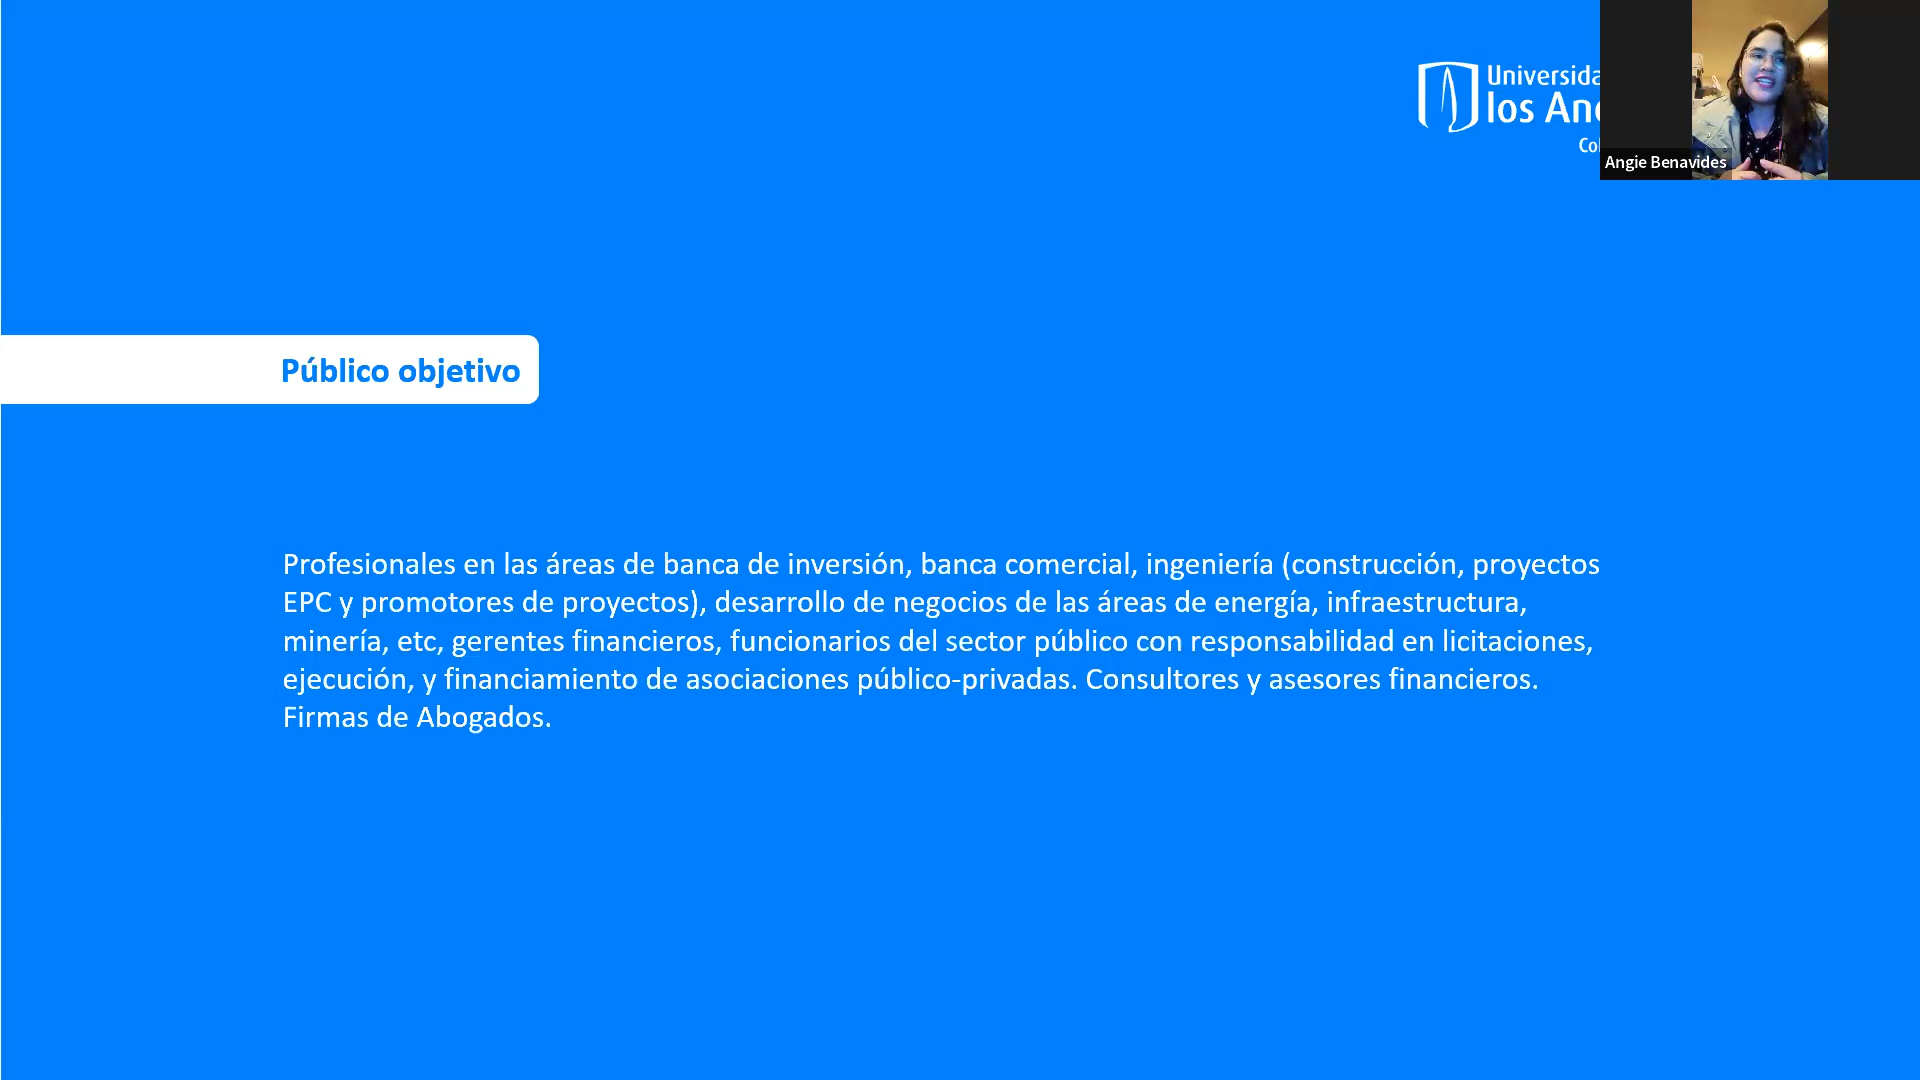 Universida
los An
Co
Angie Benavides
Público objetivo
Profesionales en las áreas de banca de inversión, banca comercial, ingeniería (construcción, proyectos
EPC y promotores de proyectos), desarrollo de negocios de las áreas de energía, infraestructura,
minería, etc, gerentes financieros, funcionarios del sector público con responsabilidad en licitaciones,
ejecución, y financiamiento de asociaciones público-privadas. Consultores y asesores financieros.
Firmas de Abogados.